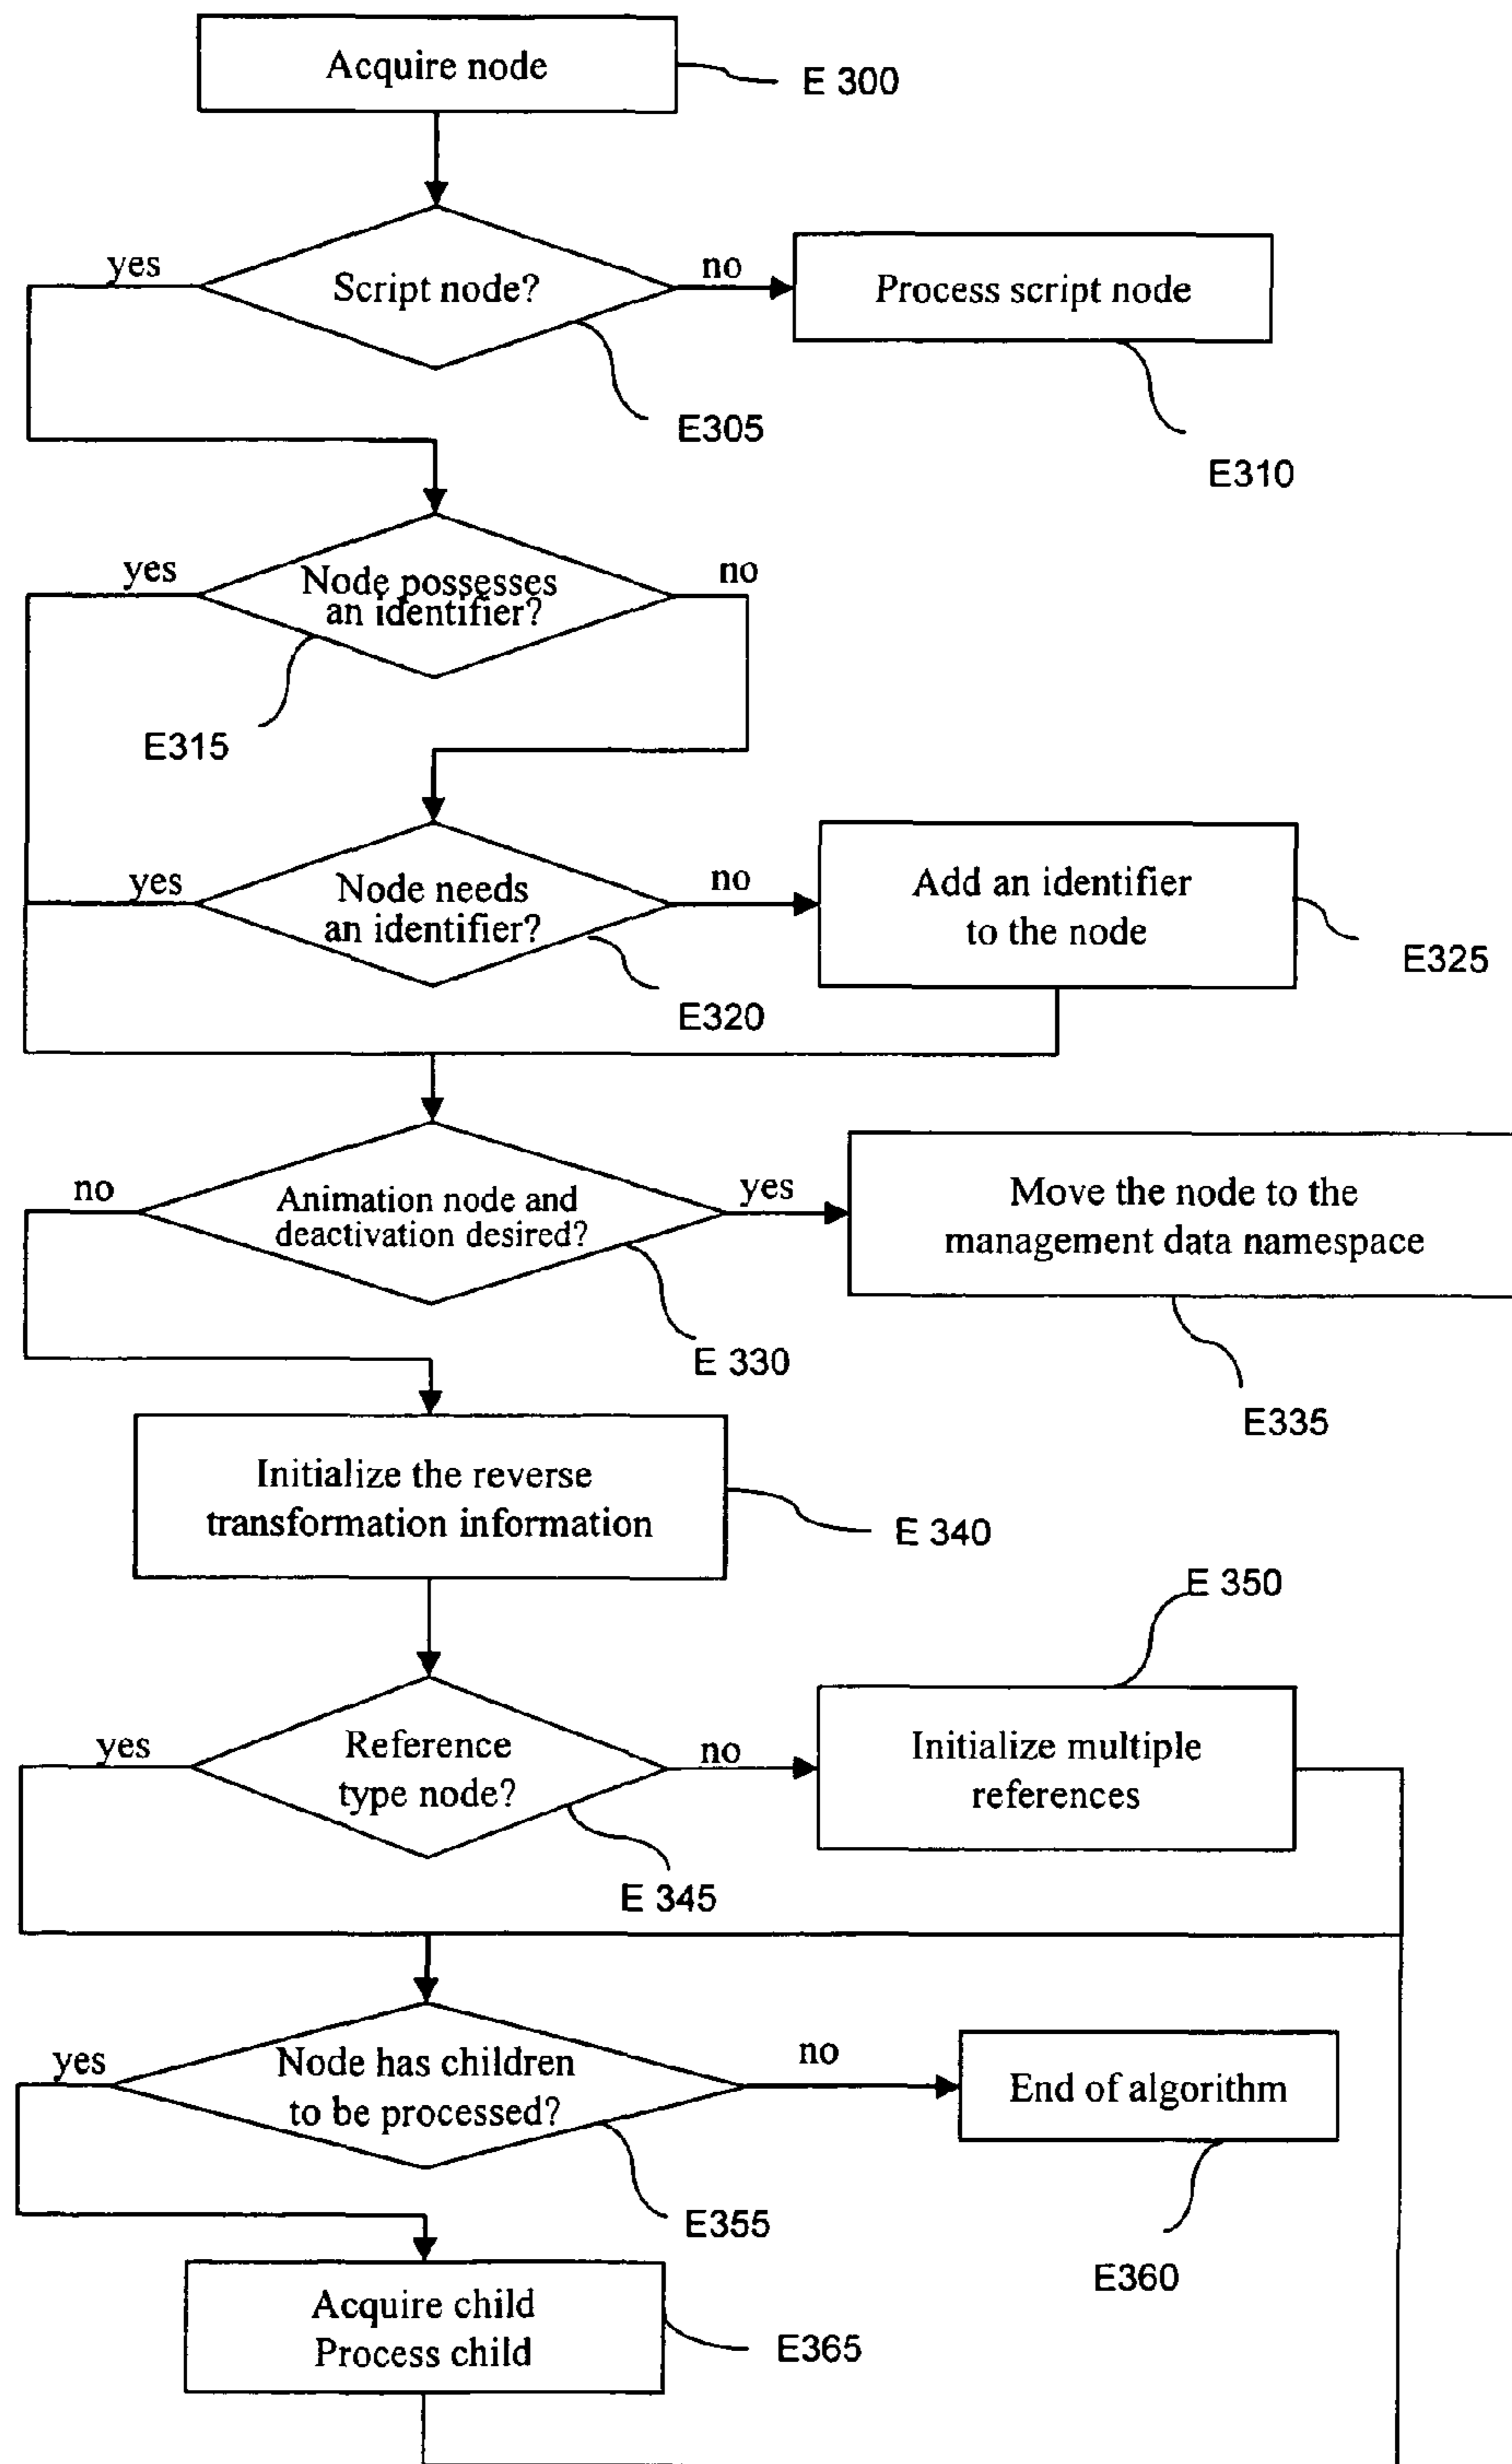 Acquire node
E 300
Script node?
yes
no
Process script node
E305
E310
Node possesses
an identifier?
yes
no
E315
Node needs
an identifier?
yes
no
Add an identifier
to the node
E320
E325
Animation node and
deactivation desired?
no
yes
Move the node to the
management data namespace
E 330
E335
Initialize the reverse
transformation information
E 340
E 350
Reference
type node?
yes
no
Initialize multiple
references
E 345
Node has children
to be processed?
yes
no
End of algorithm
E355
E360
Acquire child
Process child
E365